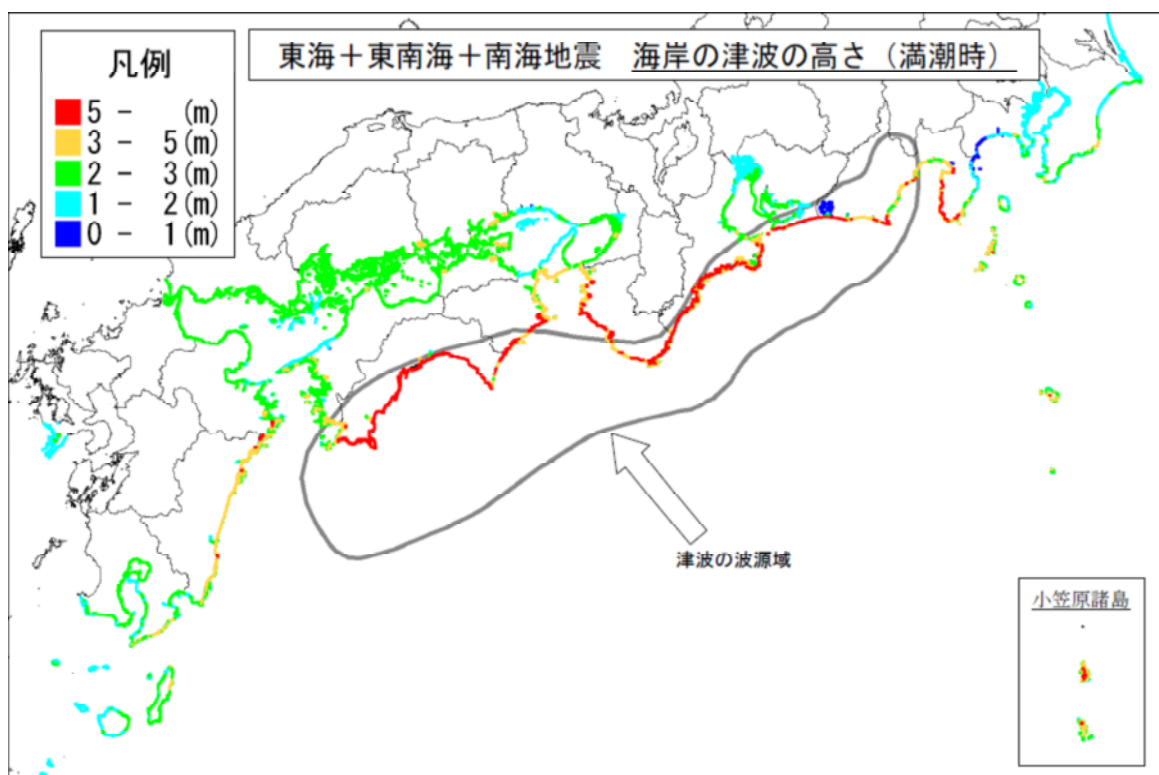 東海+東南海+南海地震 海岸の津波の高さ(満潮時)
凡例
5 - (m)
3 - 5(m)
2 - 3(m)
1 - 2(m)
0 - 1(m)
津波の波源域
小笠原諸島